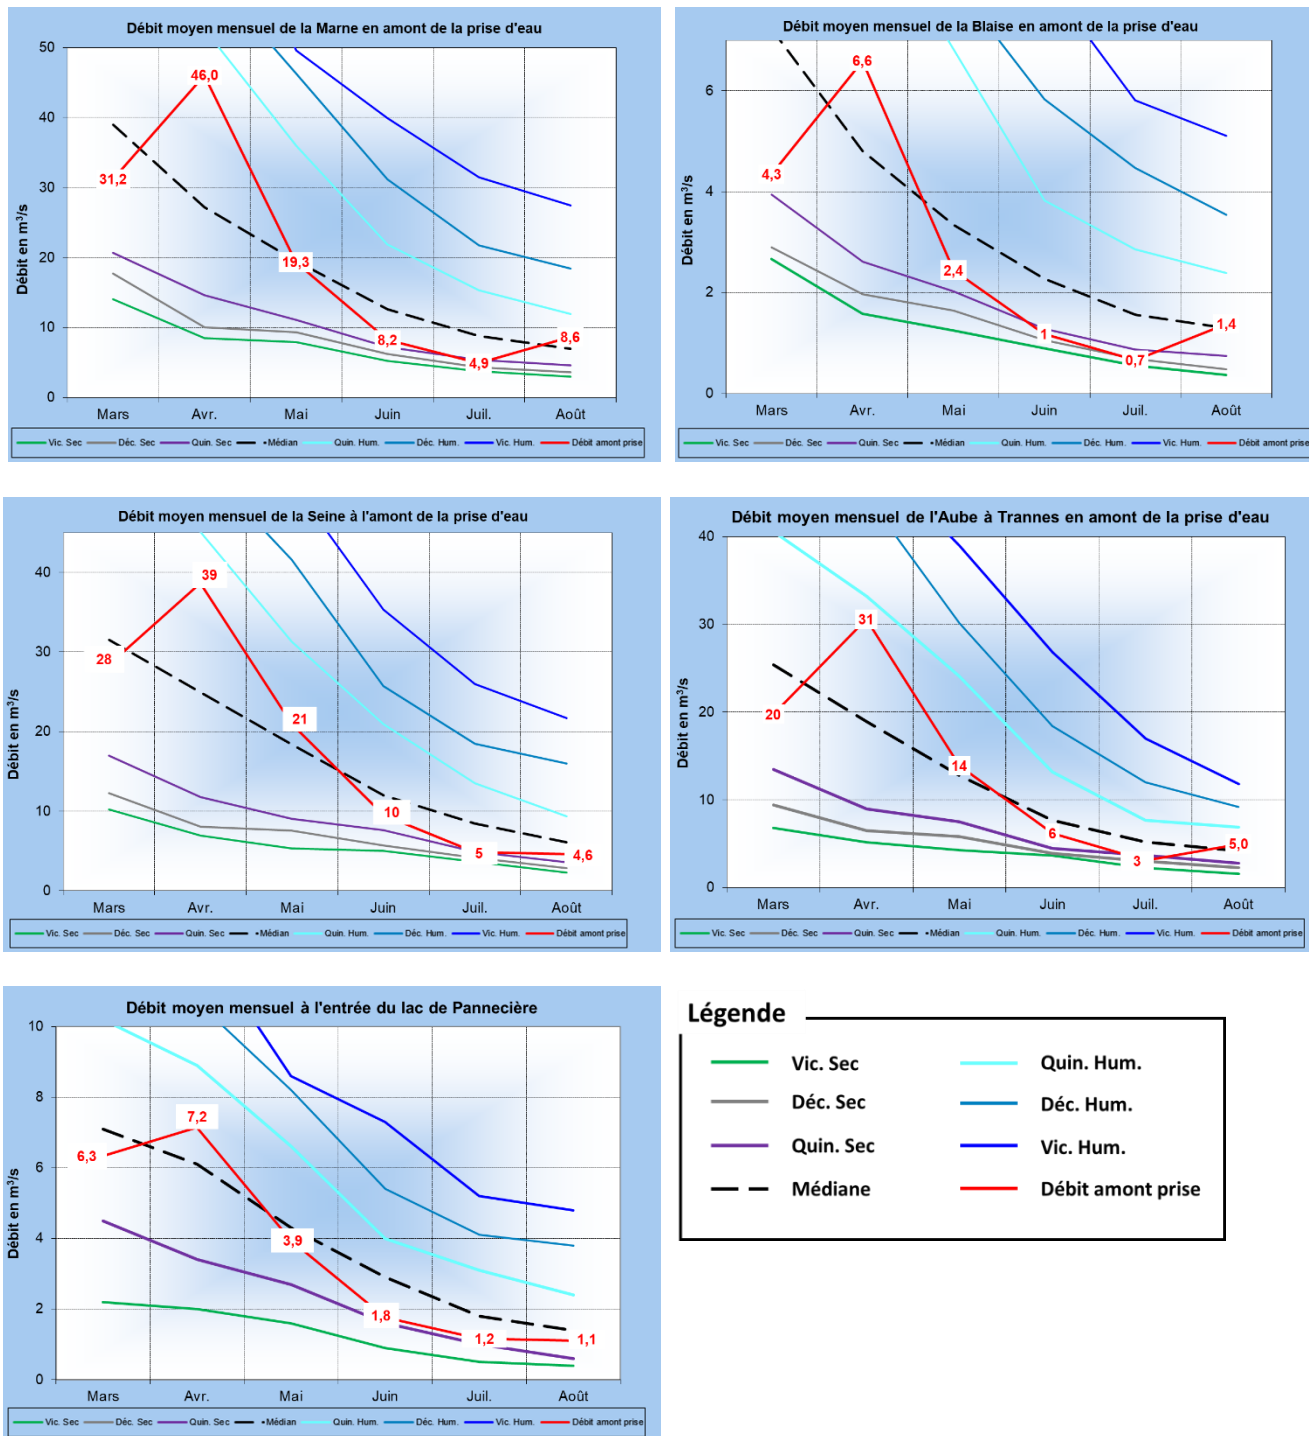 Débit moyen mensuel de la Marne en amont de la prise d'eau
Débit en m³/s
50
40
30
20
10
0
31,2
46,0
19,3
8,2
4,9
8,6
Mars Avr. Mai Juin Juil. Août
Vic. Sec Déc. Sec Quin. Sec Médian Quin. Hum. Déc. Hum. Vic. Hum. Débit amont prise
Débit moyen mensuel de la Blaise en amont de la prise d'eau
Débit en m³/s
6
4
2
0
4,3
6,6
2,4
1
0,7
1,4
Mars Avr. Mai Juin Juil. Août
Vic. Sec Déc. Sec Quin. Sec Médian Quin. Hum. Déc. Hum. Vic. Hum. Débit amont prise
Débit moyen mensuel de la Seine à l'amont de la prise d'eau
Débit en m³/s
40
30
20
10
0
28
39
21
10
5
4,6
Mars Avr. Mai Juin Juil. Août
Vic. Sec Déc. Sec Quin. Sec Médian Quin. Hum. Déc. Hum. Vic. Hum. Débit amont prise
Débit moyen mensuel de l'Aube à Trannes en amont de la prise d'eau
Débit en m³/s
40
30
20
10
0
20
31
14
6
3
5,0
Mars Avr. Mai Juin Juil. Août
Vic. Sec Déc. Sec Quin. Sec Médian Quin. Hum. Déc. Hum. Vic. Hum. Débit amont prise
Débit moyen mensuel à l'entrée du lac de Pannecière
Débit en m³/s
10
8
6
4
2
0
6,3
7,2
3,9
1,8
1,2
1,1
Mars Avr. Mai Juin Juil. Août
Vic. Sec Déc. Sec Quin. Sec Médian Quin. Hum. Déc. Hum. Vic. Hum. Débit amont prise
Légende
Vic. Sec Quin. Hum.
Déc. Sec Déc. Hum.
Quin. Sec Vic. Hum.
Médiane Débit amont prise